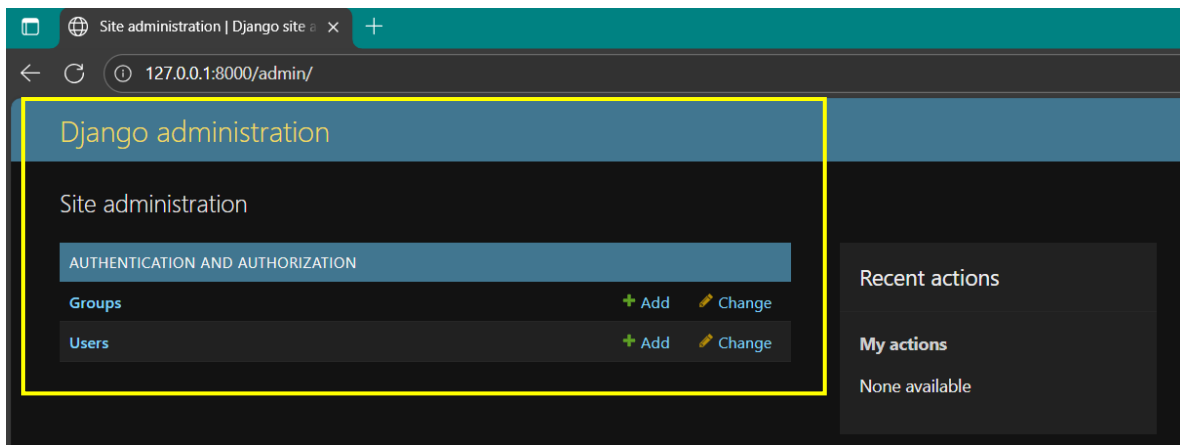 Site administration | Django site a
127.0.0.1:8000/admin/
Django administration
Site administration
AUTHENTICATION AND AUTHORIZATION
Groups Add Change
Users Add Change
Recent actions
My actions
None available